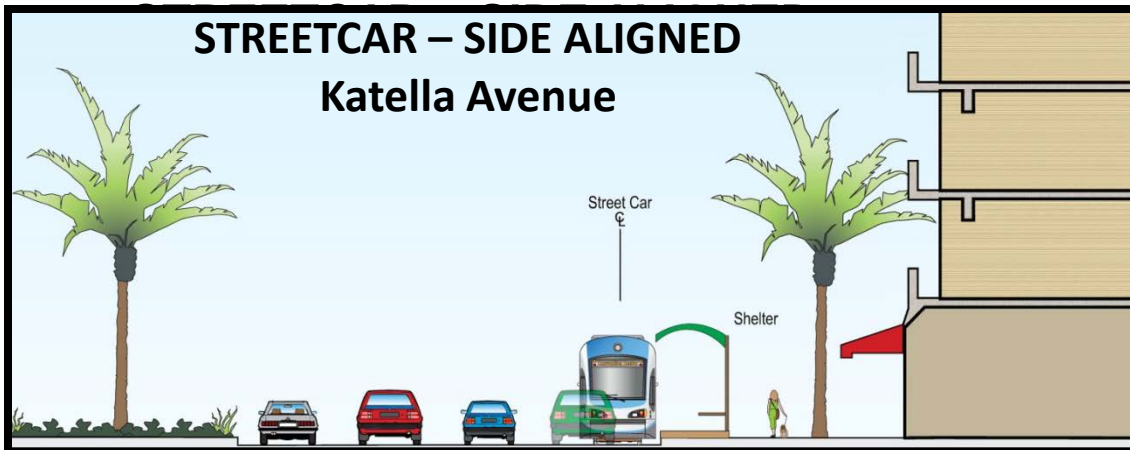 STREETCAR – SIDE ALIGNED
Katella Avenue
Street Car
℄
Shelter